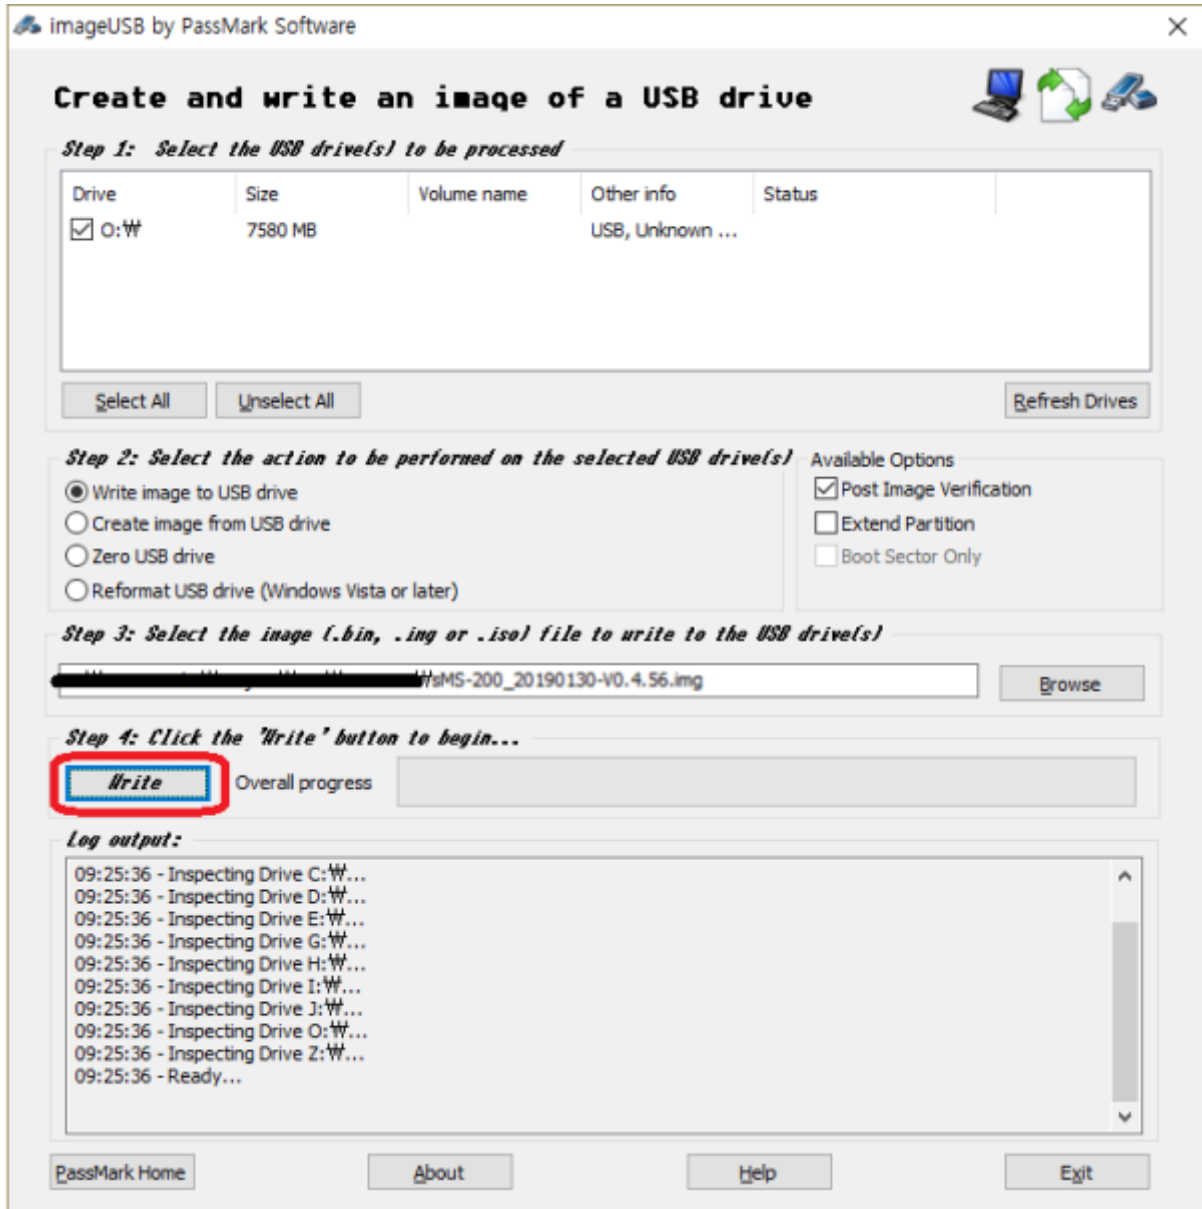 imageUSB by PassMark Software
Create and write an image of a USB drive
Step 1: Select the USB drive(s) to be processed
Drive Size Volume name Other info Status
O:₩ 7580 MB USB, Unknown ...
Select All Unselect All Refresh Drives
Step 2: Select the action to be performed on the selected USB drive(s) Available Options
Write image to USB drive Post Image Verification
Create image from USB drive Extend Partition
Zero USB drive Boot Sector Only
Reformat USB drive (Windows Vista or later)
Step 3: Select the image (.bin, .img or .iso) file to write to the USB drive(s)
₩sMS-200_20190130-V0.4.56.img Browse
Step 4: Click the 'Write' button to begin...
Write Overall progress
Log output:
09:25:36 - Inspecting Drive C:₩...
09:25:36 - Inspecting Drive D:₩...
09:25:36 - Inspecting Drive E:₩...
09:25:36 - Inspecting Drive G:₩...
09:25:36 - Inspecting Drive H:₩...
09:25:36 - Inspecting Drive I:₩...
09:25:36 - Inspecting Drive J:₩...
09:25:36 - Inspecting Drive O:₩...
09:25:36 - Inspecting Drive Z:₩...
09:25:36 - Ready...
PassMark Home About Help Exit